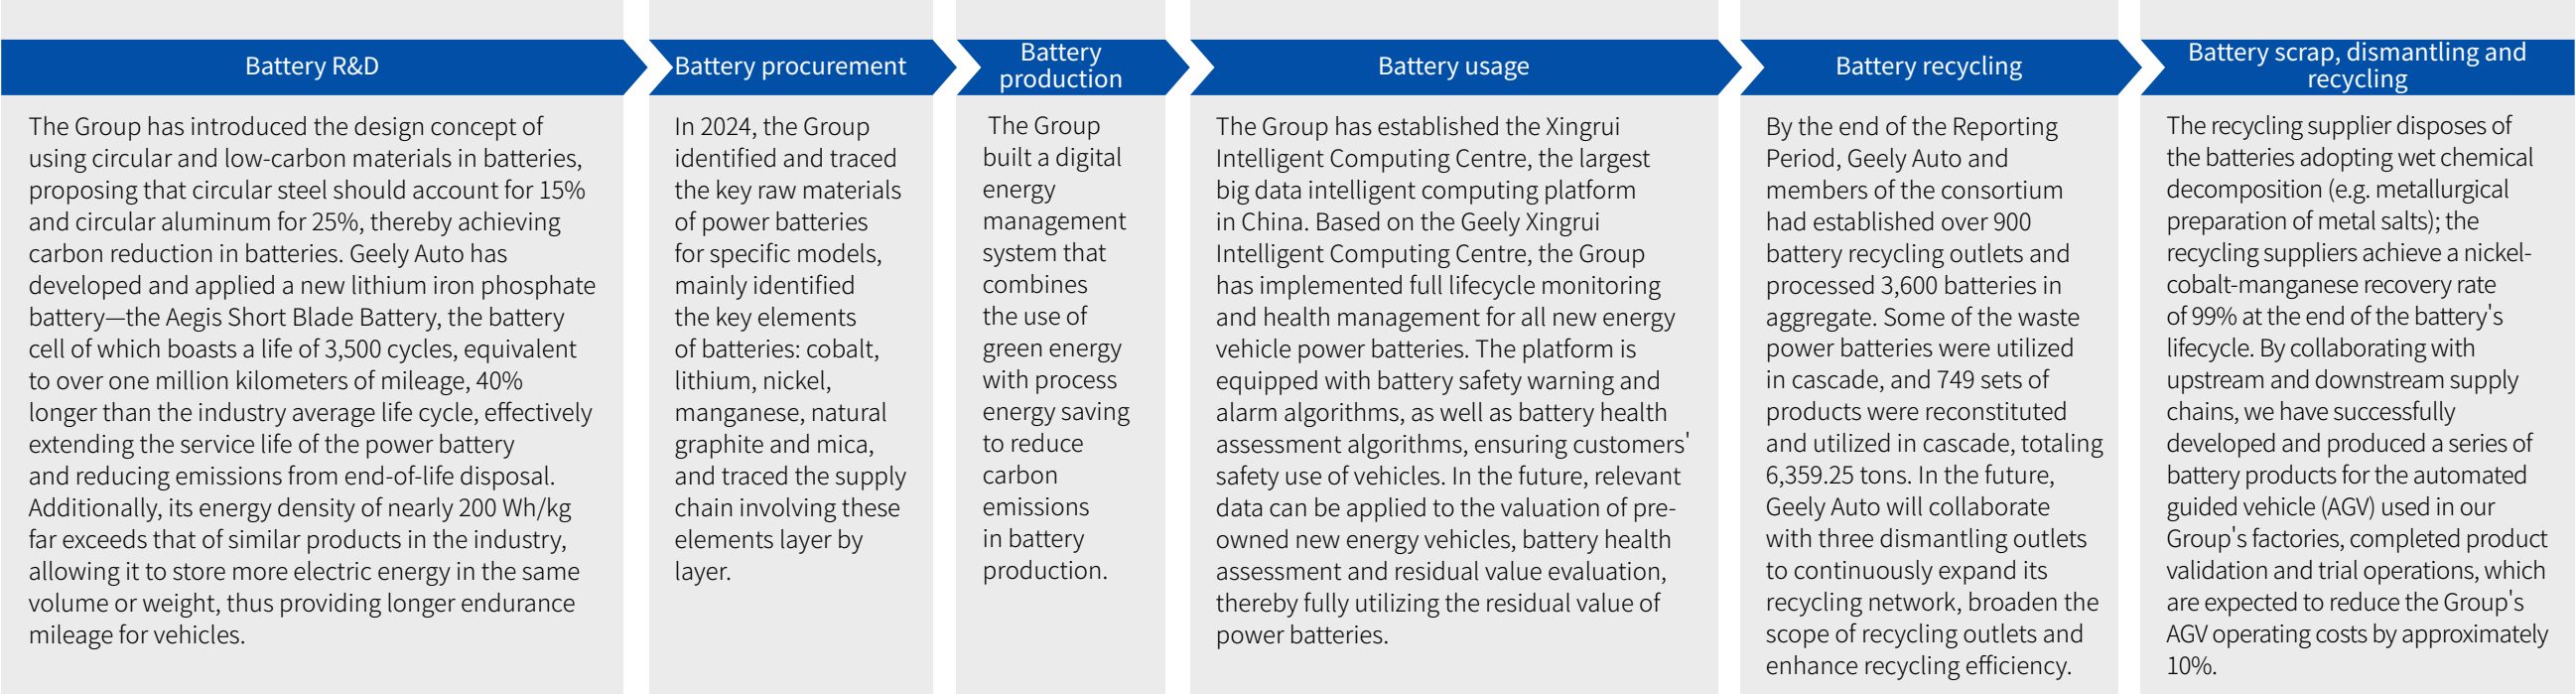 Battery R&D
The Group has introduced the design concept of
using circular and low-carbon materials in batteries,
proposing that circular steel should account for 15%
and circular aluminum for 25%, thereby achieving
carbon reduction in batteries. Geely Auto has
developed and applied a new lithium iron phosphate
battery—the Aegis Short Blade Battery, the battery
cell of which boasts a life of 3,500 cycles, equivalent
to over one million kilometers of mileage, 40%
longer than the industry average life cycle, effectively
extending the service life of the power battery
and reducing emissions from end-of-life disposal.
Additionally, its energy density of nearly 200 Wh/kg
far exceeds that of similar products in the industry,
allowing it to store more electric energy in the same
volume or weight, thus providing longer endurance
mileage for vehicles.
Battery procurement
In 2024, the Group
identified and traced
the key raw materials
of power batteries
for specific models,
mainly identified
the key elements
of batteries: cobalt,
lithium, nickel,
manganese, natural
graphite and mica,
and traced the supply
chain involving these
elements layer by
layer.
Battery
production
The Group
built a digital
energy
management
system that
combines
the use of
green energy
with process
energy saving
to reduce
carbon
emissions
in battery
production.
Battery usage
The Group has established the Xingrui
Intelligent Computing Centre, the largest
big data intelligent computing platform
in China. Based on the Geely Xingrui
Intelligent Computing Centre, the Group
has implemented full lifecycle monitoring
and health management for all new energy
vehicle power batteries. The platform is
equipped with battery safety warning and
alarm algorithms, as well as battery health
assessment algorithms, ensuring customers'
safety use of vehicles. In the future, relevant
data can be applied to the valuation of pre-
owned new energy vehicles, battery health
assessment and residual value evaluation,
thereby fully utilizing the residual value of
power batteries.
Battery recycling
By the end of the Reporting
Period, Geely Auto and
members of the consortium
had established over 900
battery recycling outlets and
processed 3,600 batteries in
aggregate. Some of the waste
power batteries were utilized
in cascade, and 749 sets of
products were reconstituted
and utilized in cascade, totaling
6,359.25 tons. In the future,
Geely Auto will collaborate
with three dismantling outlets
to continuously expand its
recycling network, broaden the
scope of recycling outlets and
enhance recycling efficiency.
Battery scrap, dismantling and
recycling
The recycling supplier disposes of
the batteries adopting wet chemical
decomposition (e.g. metallurgical
preparation of metal salts); the
recycling suppliers achieve a nickel-
cobalt-manganese recovery rate
of 99% at the end of the battery's
lifecycle. By collaborating with
upstream and downstream supply
chains, we have successfully
developed and produced a series of
battery products for the automated
guided vehicle (AGV) used in our
Group's factories, completed product
validation and trial operations, which
are expected to reduce the Group's
AGV operating costs by approximately
10%.